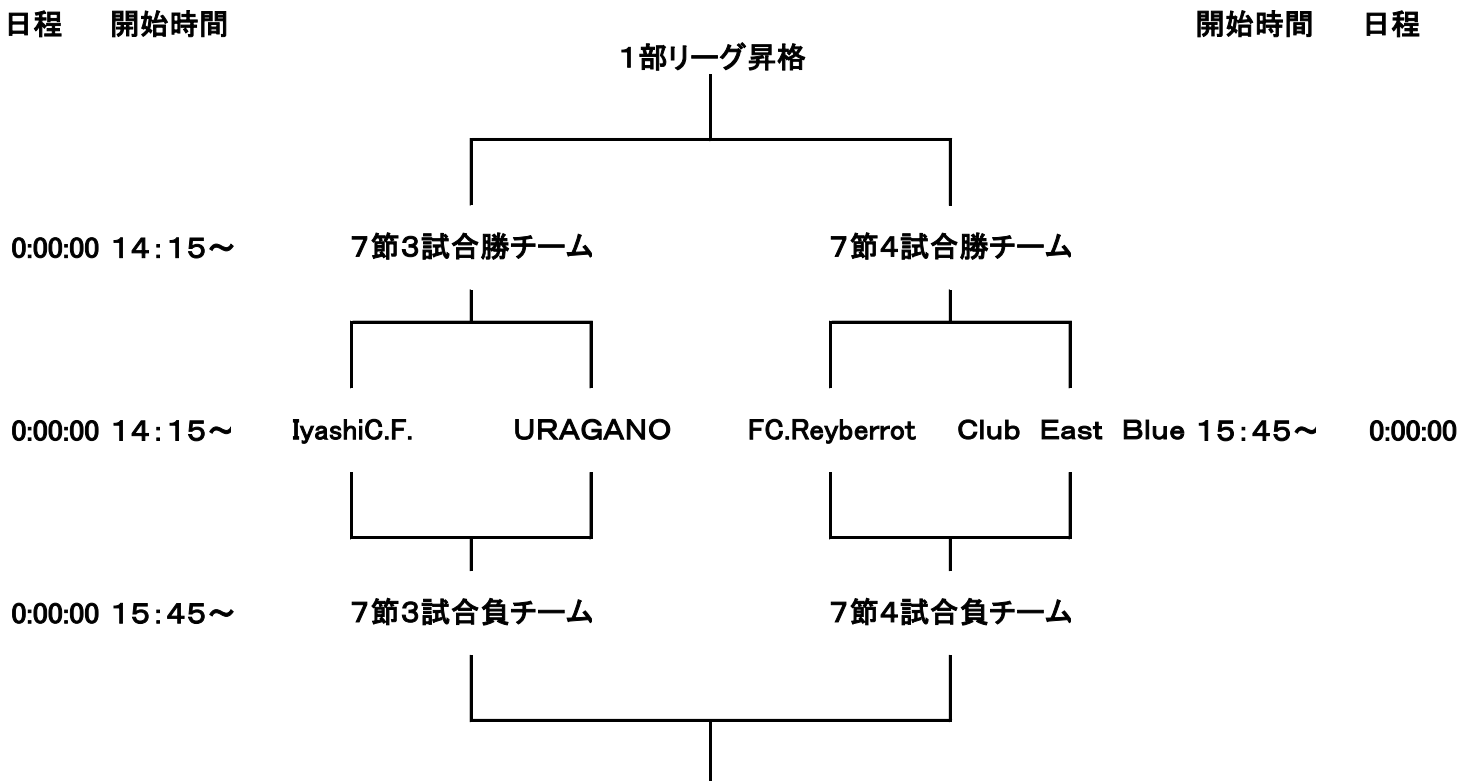 日程 開始時間 開始時間 日程
1部リーグ昇格
0:00:00 14：15～ 7節3試合勝チーム 7節4試合勝チーム
0:00:00 14：15～ IyashiC.F. URAGANO FC.Reyberrot Club East Blue 15：45～ 0:00:00
0:00:00 15：45～ 7節3試合負チーム 7節4試合負チーム